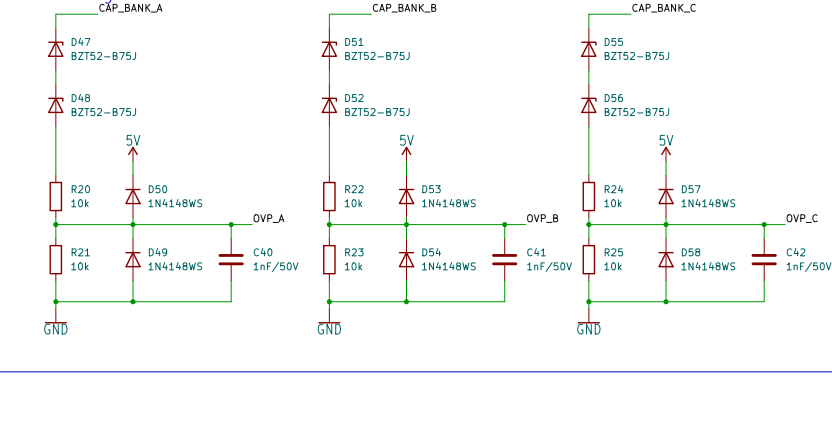 CAP_BANK_A
CAP_BANK_B
CAP_BANK_C
D47
BZT52-B75J
D51
BZT52-B75J
D55
BZT52-B75J
D48
BZT52-B75J
D52
BZT52-B75J
D56
BZT52-B75J
5V
5V
5V
R20
10k
D50
1N4148WS
R22
10k
D53
1N4148WS
R24
10k
D57
1N4148WS
OVP_A
OVP_B
OVP_C
R21
10k
D49
1N4148WS
C40
1nF/50V
R23
10k
D54
1N4148WS
C41
1nF/50V
R25
10k
D58
1N4148WS
C42
1nF/50V
GND
GND
GND